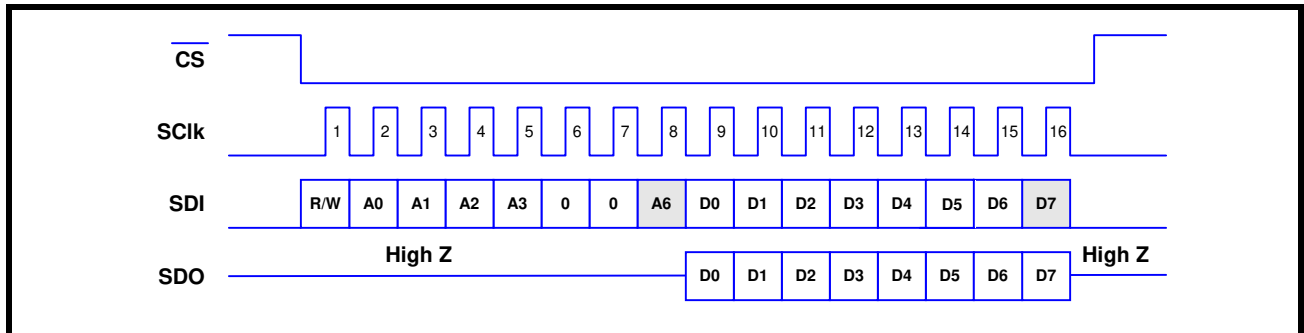 CS
SClk 1 2 3 4 5 6 7 8 9 10 11 12 13 14 15 16
SDI R/W A0 A1 A2 A3 0 0 A6 D0 D1 D2 D3 D4 D5 D6 D7
High Z High Z
SDO D0 D1 D2 D3 D4 D5 D6 D7